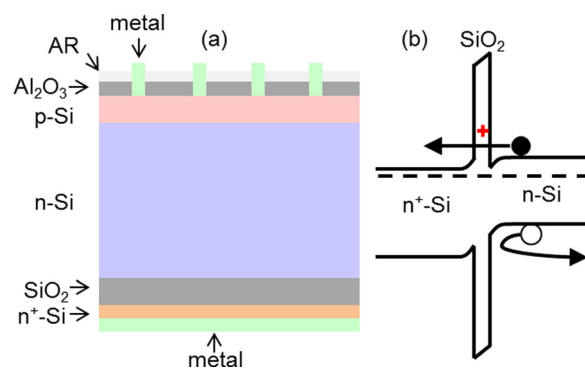 metal
(a)
AR
Al₂O₃
p-Si
n-Si
SiO₂
n⁺-Si
metal
(b)
SiO₂
+
n⁺-Si
n-Si